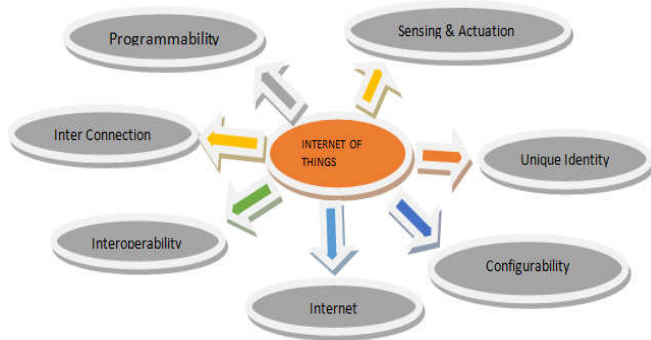 Programmability
Sensing & Actuation
Inter Connection
INTERNET OF
THINGS
Unique Identity
Interoperability
Configurability
Internet